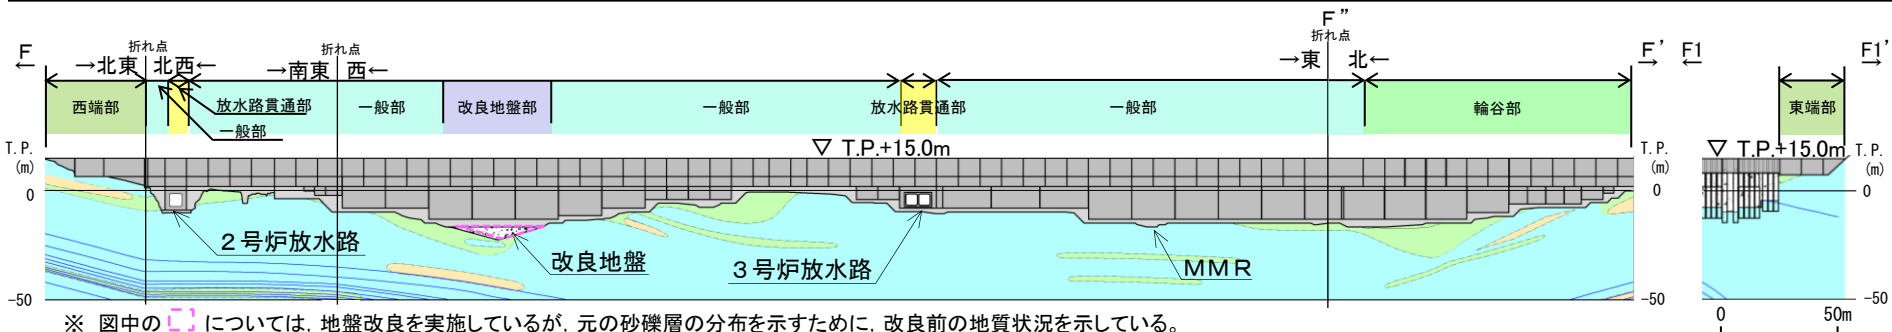 F"
F
折れ点
折れ点
折れ点
F' F1 F1'
→北東 北西←
→南東 西←
→東 北←
西端部
放水路貫通部
一般部
一般部
改良地盤部
一般部
放水路貫通部
一般部
輪谷部
東端部
T.P.
(m)
▽ T.P.+15.0m
T.P.
(m)
▽ T.P.+15.0m
T.P.
(m)
0
0
0
2号炉放水路
改良地盤
3号炉放水路
MMR
-50
-50
-50
0 50m
※ 図中の については,地盤改良を実施しているが,元の砂礫層の分布を示すために,改良前の地質状況を示している。